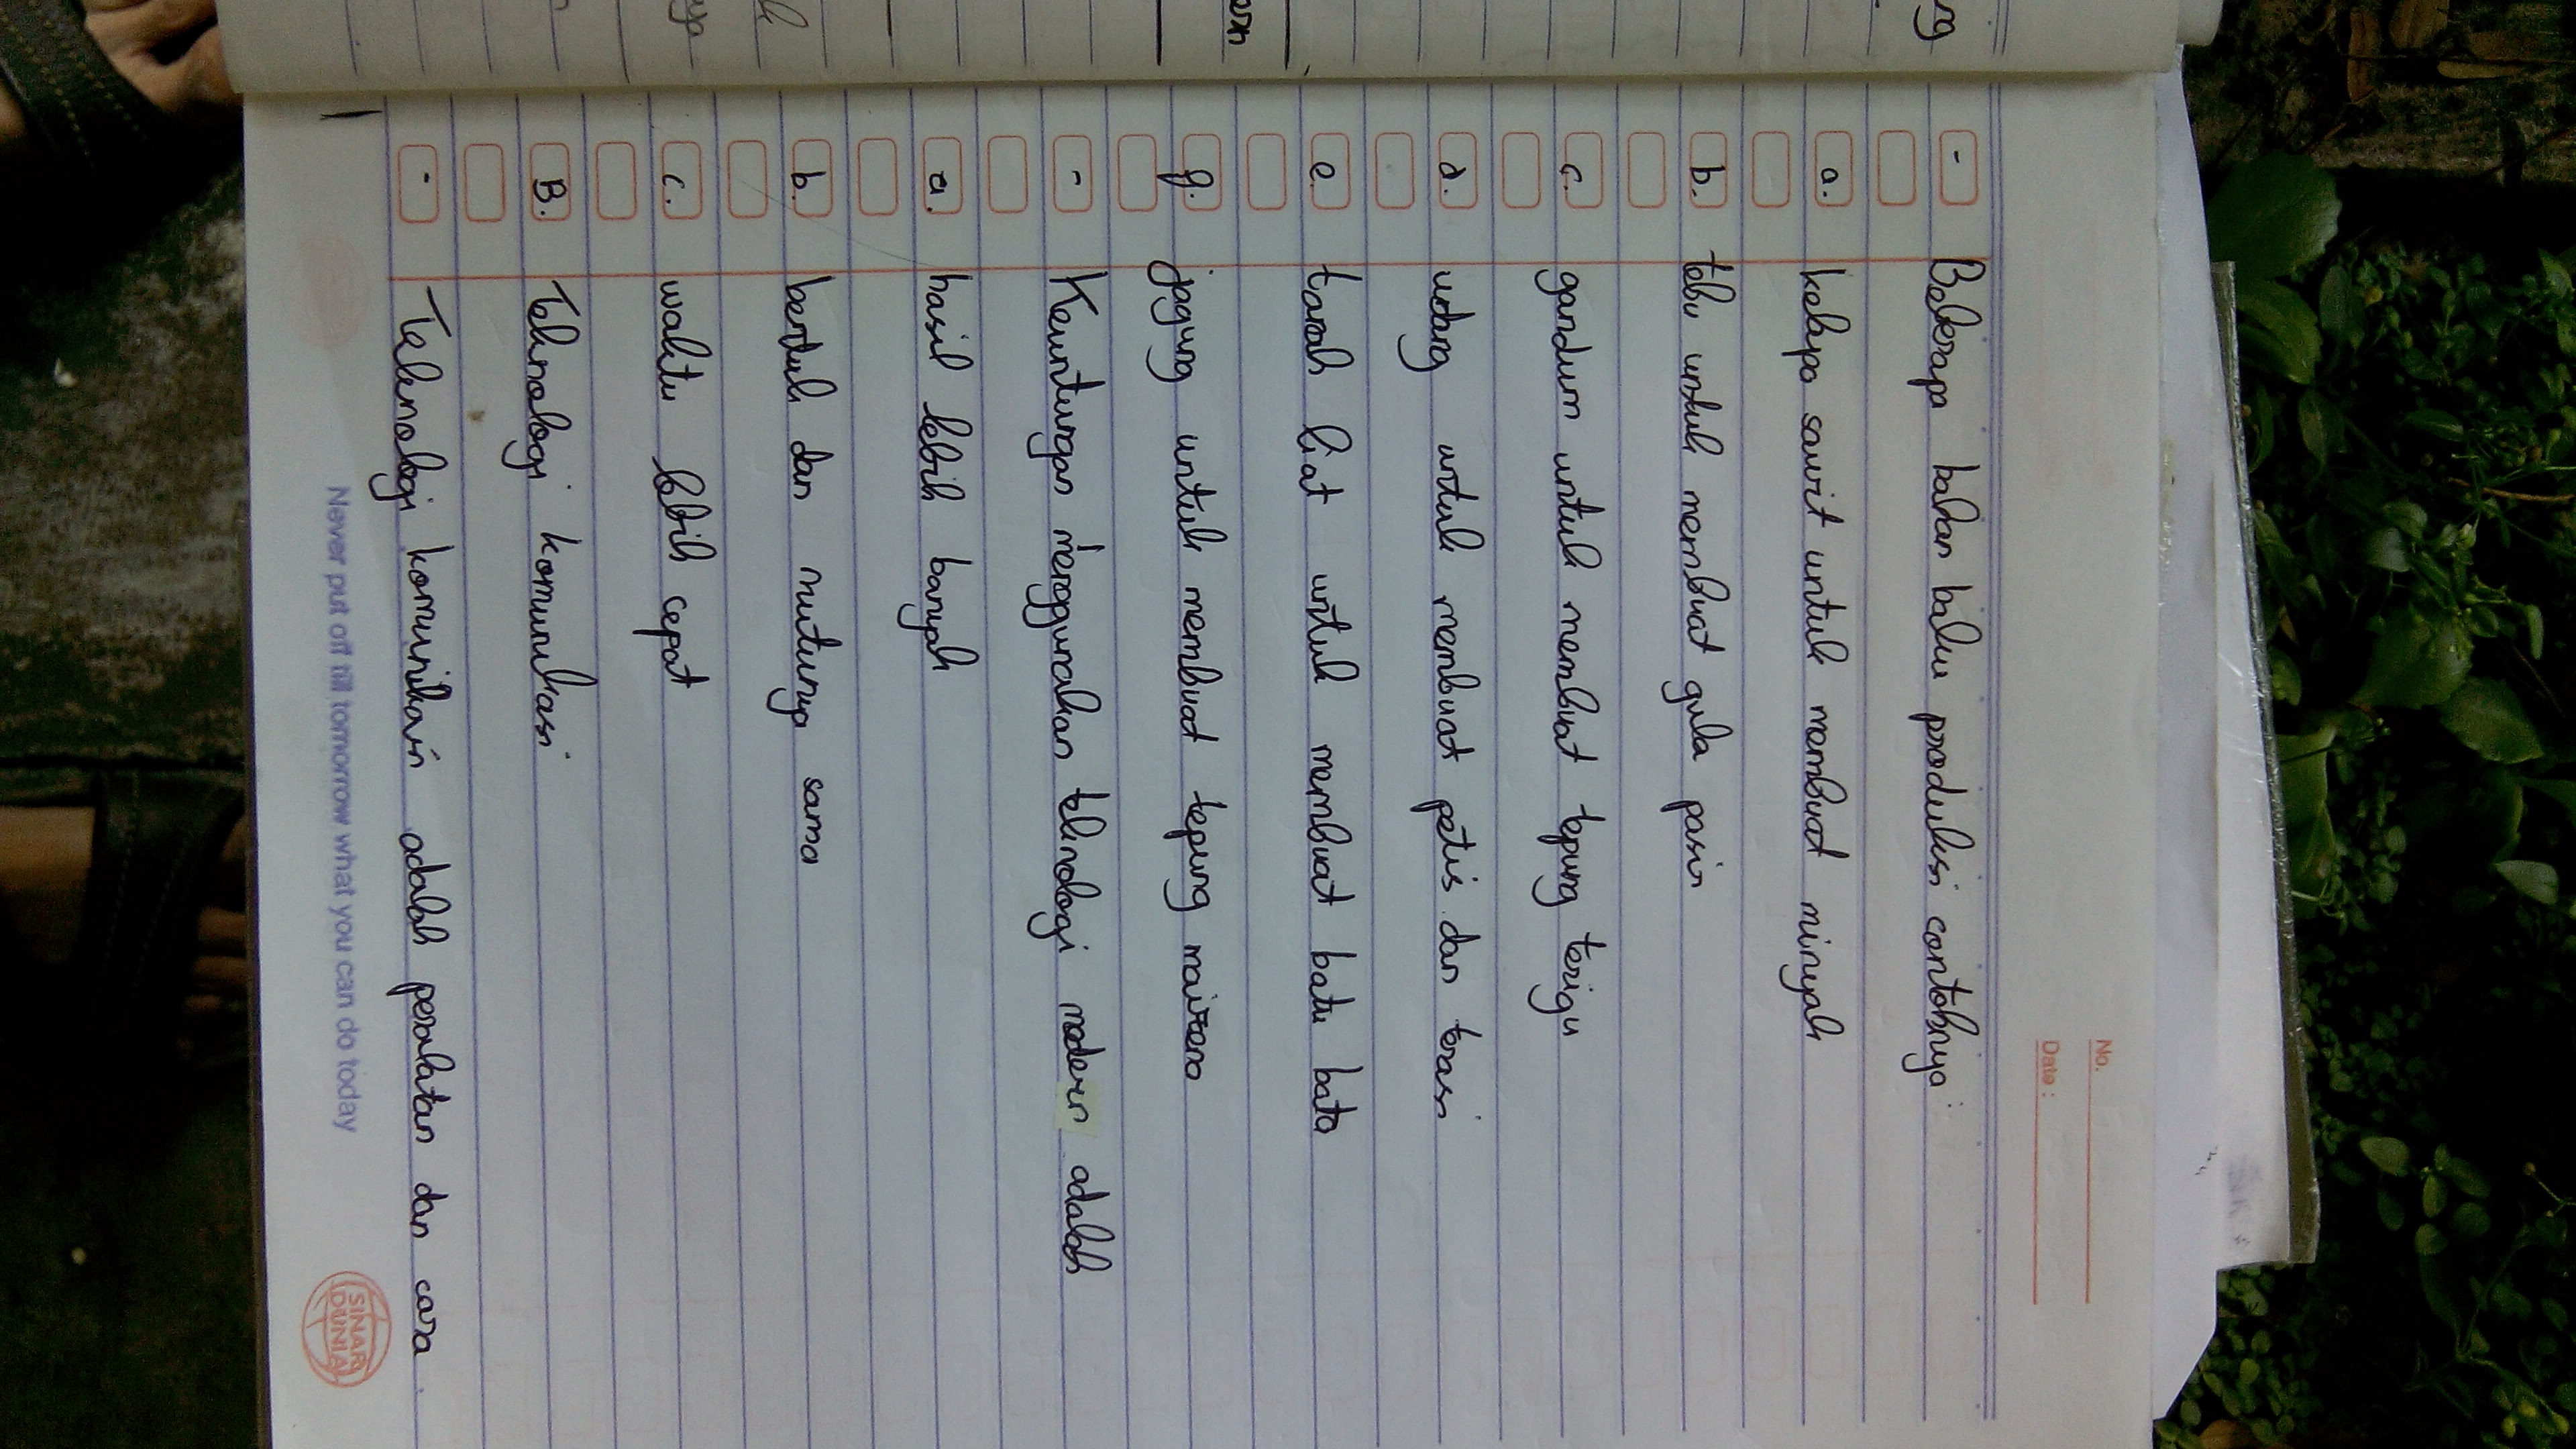 No.
Date :
- Beberapa bahan baku produksi contohnya :
a. kelapa sawit untuk membuat minyak
b. tebu untuk membuat gula pasir
c. gandum untuk membuat tepung terigu
d. udang untuk membuat petis dan terasi
e. tanah liat untuk membuat batu bata
g. jagung untuk membuat tepung maizena
- Keuntungan menggunakan teknologi modern adalah
a. hasil lebih banyak
b. bentuk dan mutunya sama
c. waktu lebih cepat
B. Teknologi komunikasi
- Teknologi komunikasi adalah peralatan dan cara
Never put off till tomorrow what you can do today
SINAR
DUNIA